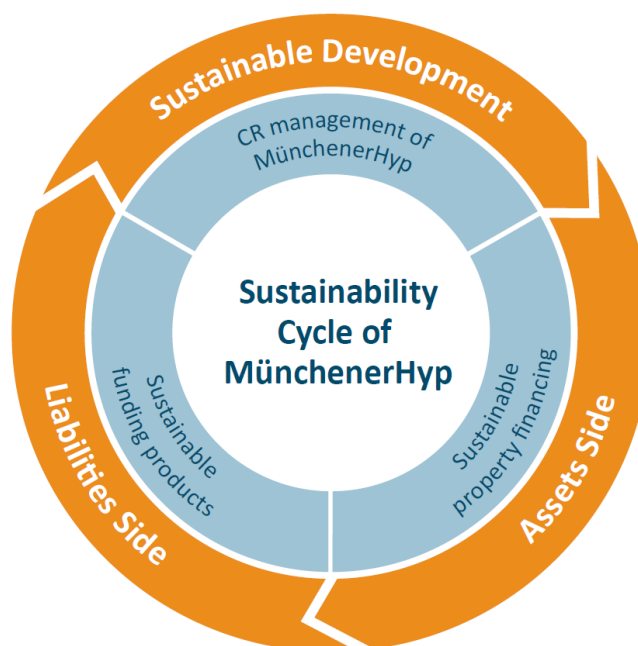 Sustainable Development
CR management of
MünchenerHyp
Sustainability
Cycle of
MünchenerHyp
Sustainable
property financing
Assets Side
Sustainable
funding products
Liabilities Side